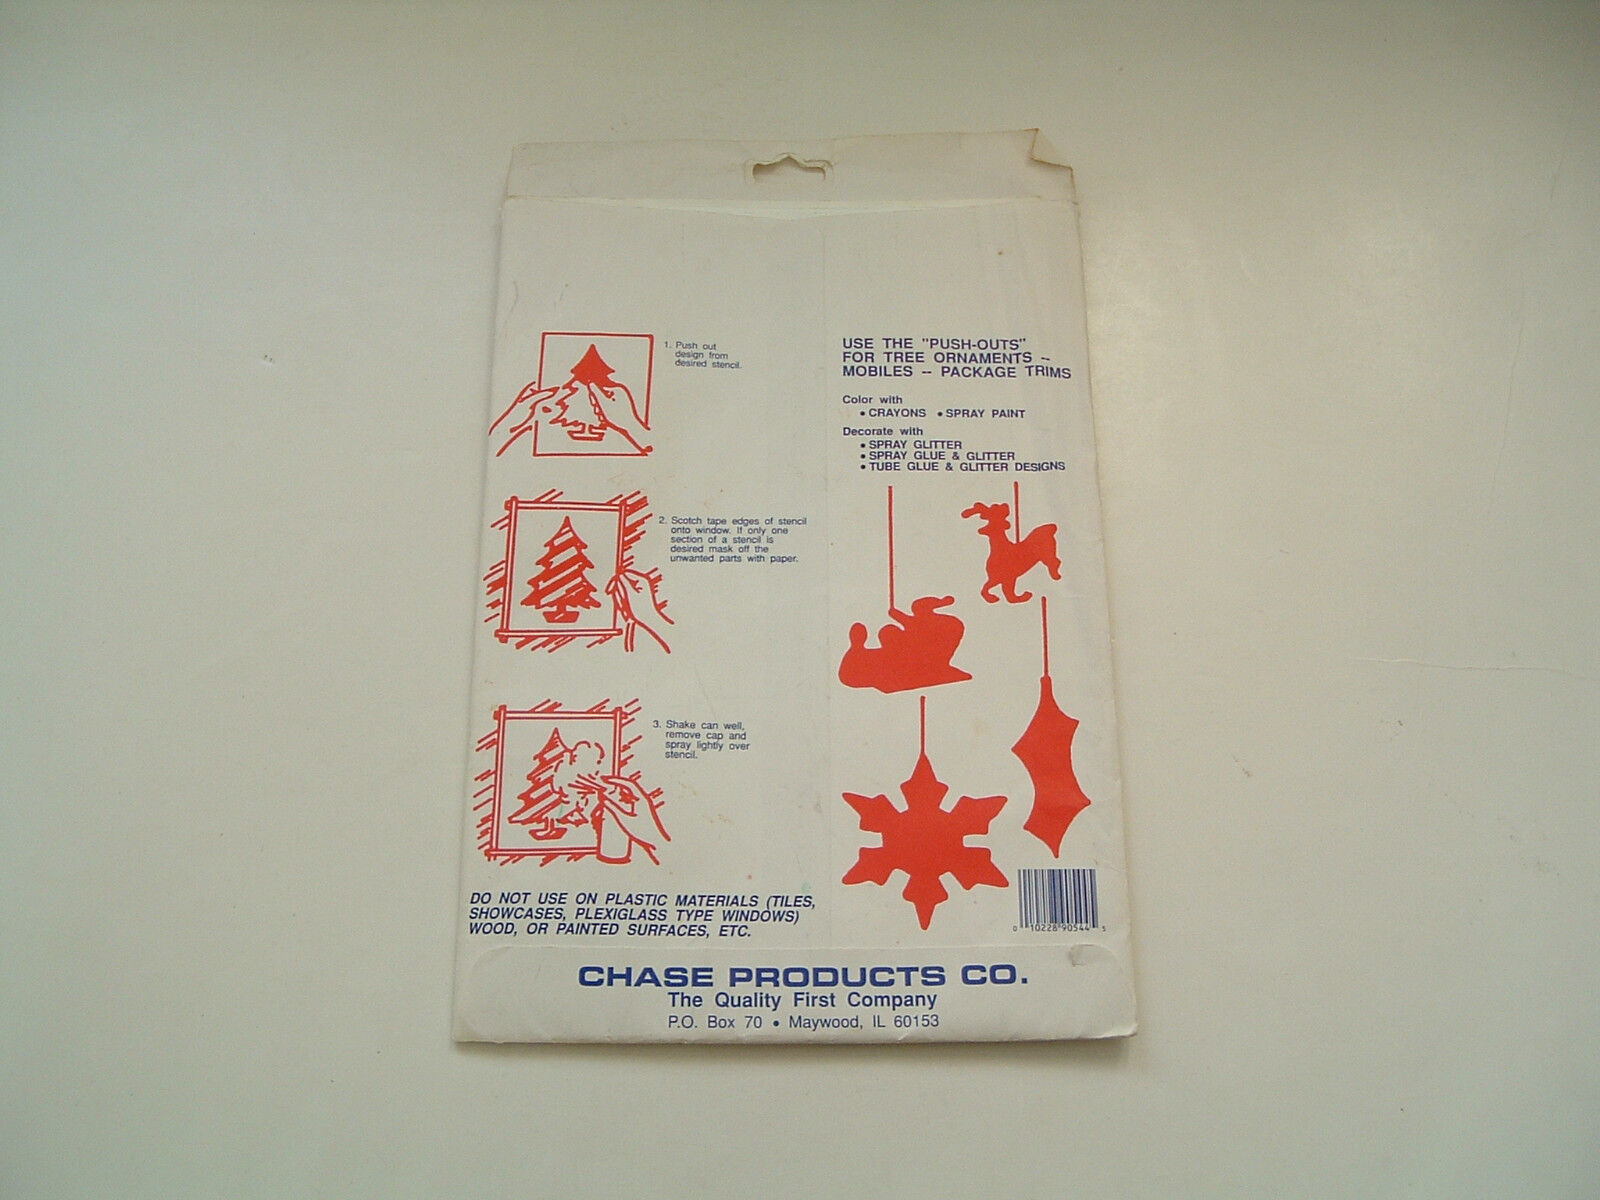 1. Push out
design from
desired stencil.
2. Scotch tape edges of stencil
onto window. If only one
section of a stencil is
desired mask off the
unwanted parts with paper.
3. Shake can well,
remove cap and
spray lightly over
stencil.
DO NOT USE ON PLASTIC MATERIALS (TILES,
SHOWCASES, PLEXIGLASS TYPE WINDOWS)
WOOD, OR PAINTED SURFACES, ETC.
USE THE "PUSH-OUTS"
FOR TREE ORNAMENTS --
MOBILES -- PACKAGE TRIMS
Color with
• CRAYONS • SPRAY PAINT
Decorate with
• SPRAY GLITTER
• SPRAY GLUE & GLITTER
• TUBE GLUE & GLITTER DESIGNS
0 10228 90544 5
CHASE PRODUCTS CO.
The Quality First Company
P.O. Box 70 • Maywood, IL 60153